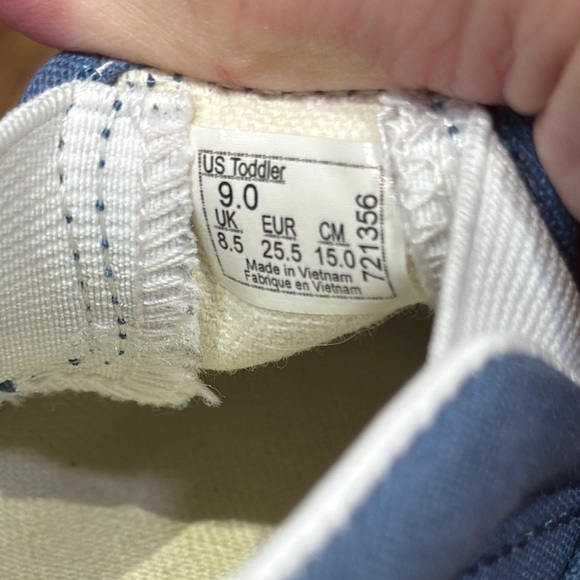 US Toddler
9.0
UK EUR CM
8.5 25.5 15.0
Made in Vietnam
Fabrique en Vietnam
721356